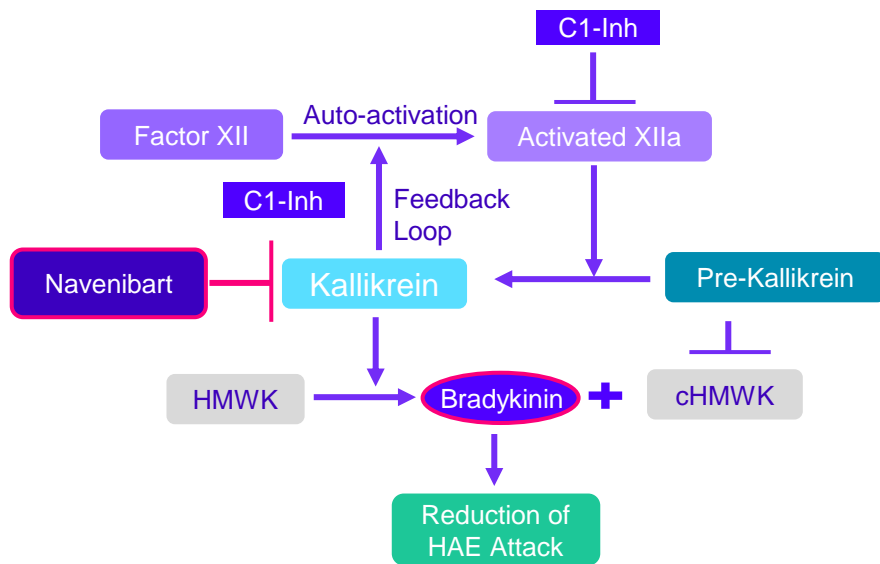 C1-Inh
Auto-activation
Factor XII
Activated XIIa
C1-Inh
Feedback
Loop
Navenibart
Kallikrein
Pre-Kallikrein
HMWK
Bradykinin
cHMWK
Reduction of
HAE Attack